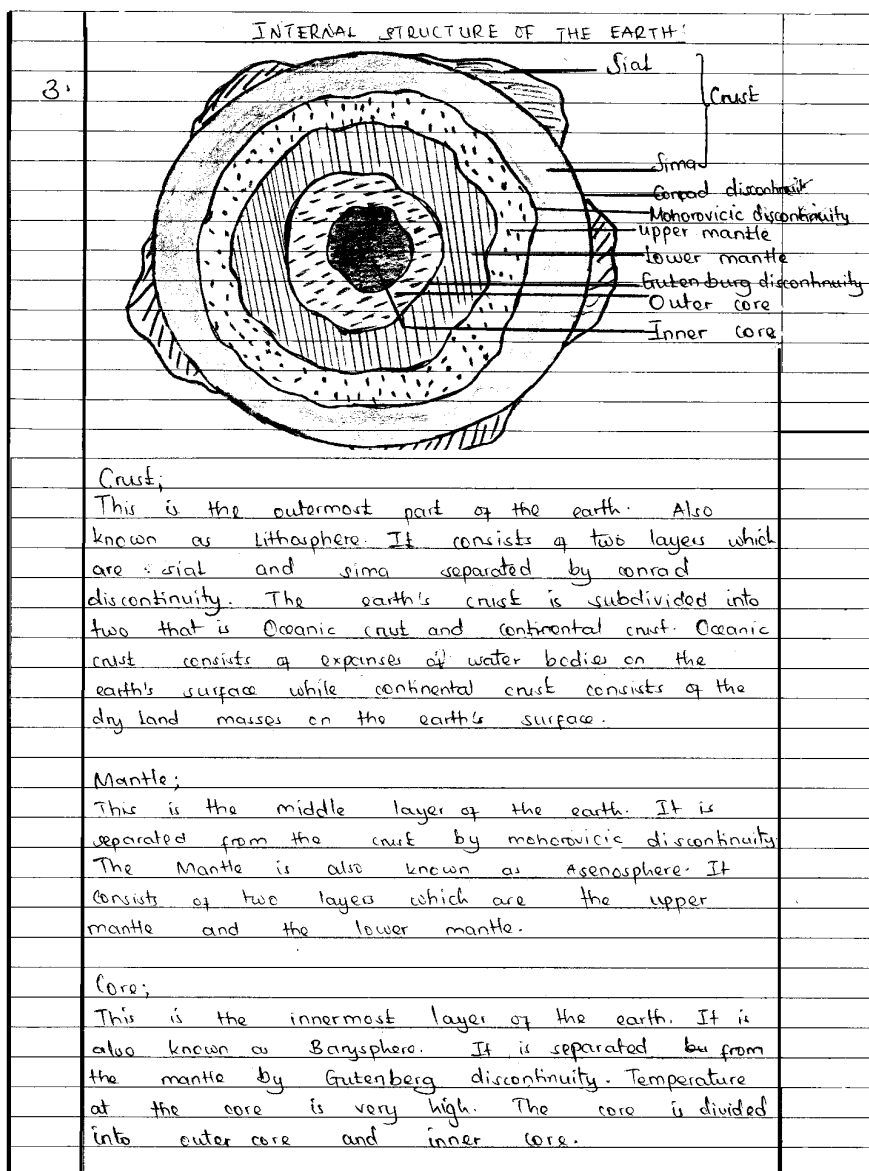 INTERNAL STRUCTURE OF THE EARTH:
3.
Sial
Crust
Sima
Conrad discontinuit
Mohorovicic discontinuity
upper mantle
Lower mantle
Gutenburg discontnuity
Outer core
Inner core
Crust;
This is the outermost part of the earth. Also
known as Lithosphere. It consists of two layers which
are : sial and sima separated by conrad
discontinuity. The earth's crust is subdivided into
two that is Oceanic crust and continental crust. Oceanic
crust consists of expanses of water bodies on the
earth's surface while continental crust consists of the
dry land masses on the earth's surface.
Mantle;
This is the middle layer of the earth. It is
separated from the crust by mohorovicic discontinuity.
The Mantle is also known as Asenosphere. It
consists of two layers which are the upper
mantle and the lower mantle.
Core;
This is the innermost layer of the earth. It is
also known as Barysphere. It is separated from
the mantle by Gutenberg discontinuity. Temperature
at the core is very high. The core is divided
into outer core and inner core.